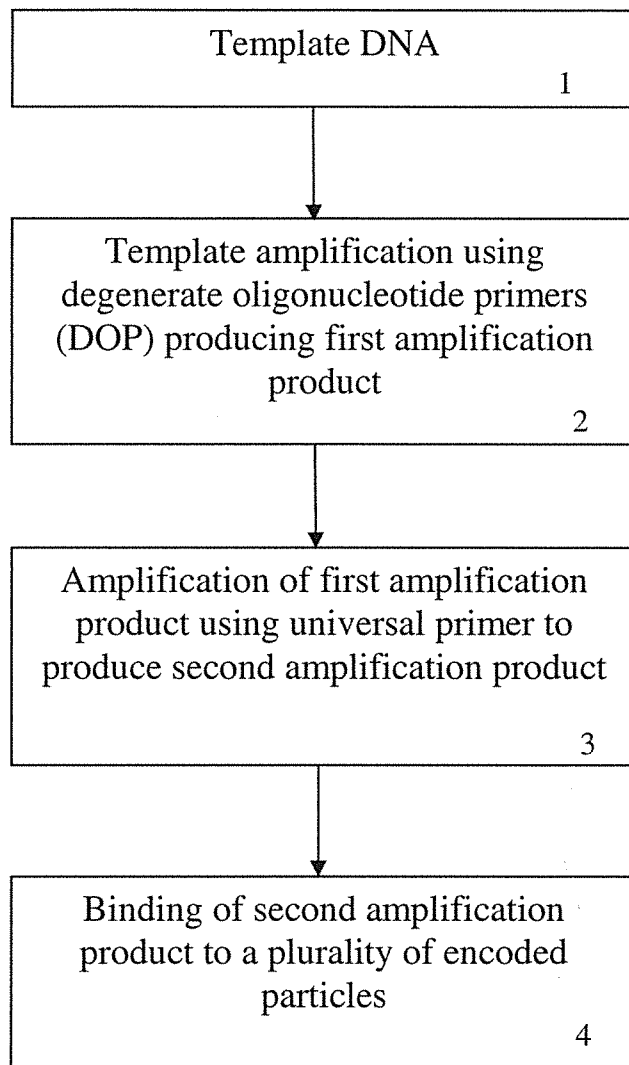 Template DNA
1
Template amplification using
degenerate oligonucleotide primers
(DOP) producing first amplification
product
2
Amplification of first amplification
product using universal primer to
produce second amplification product
3
Binding of second amplification
product to a plurality of encoded
particles
4